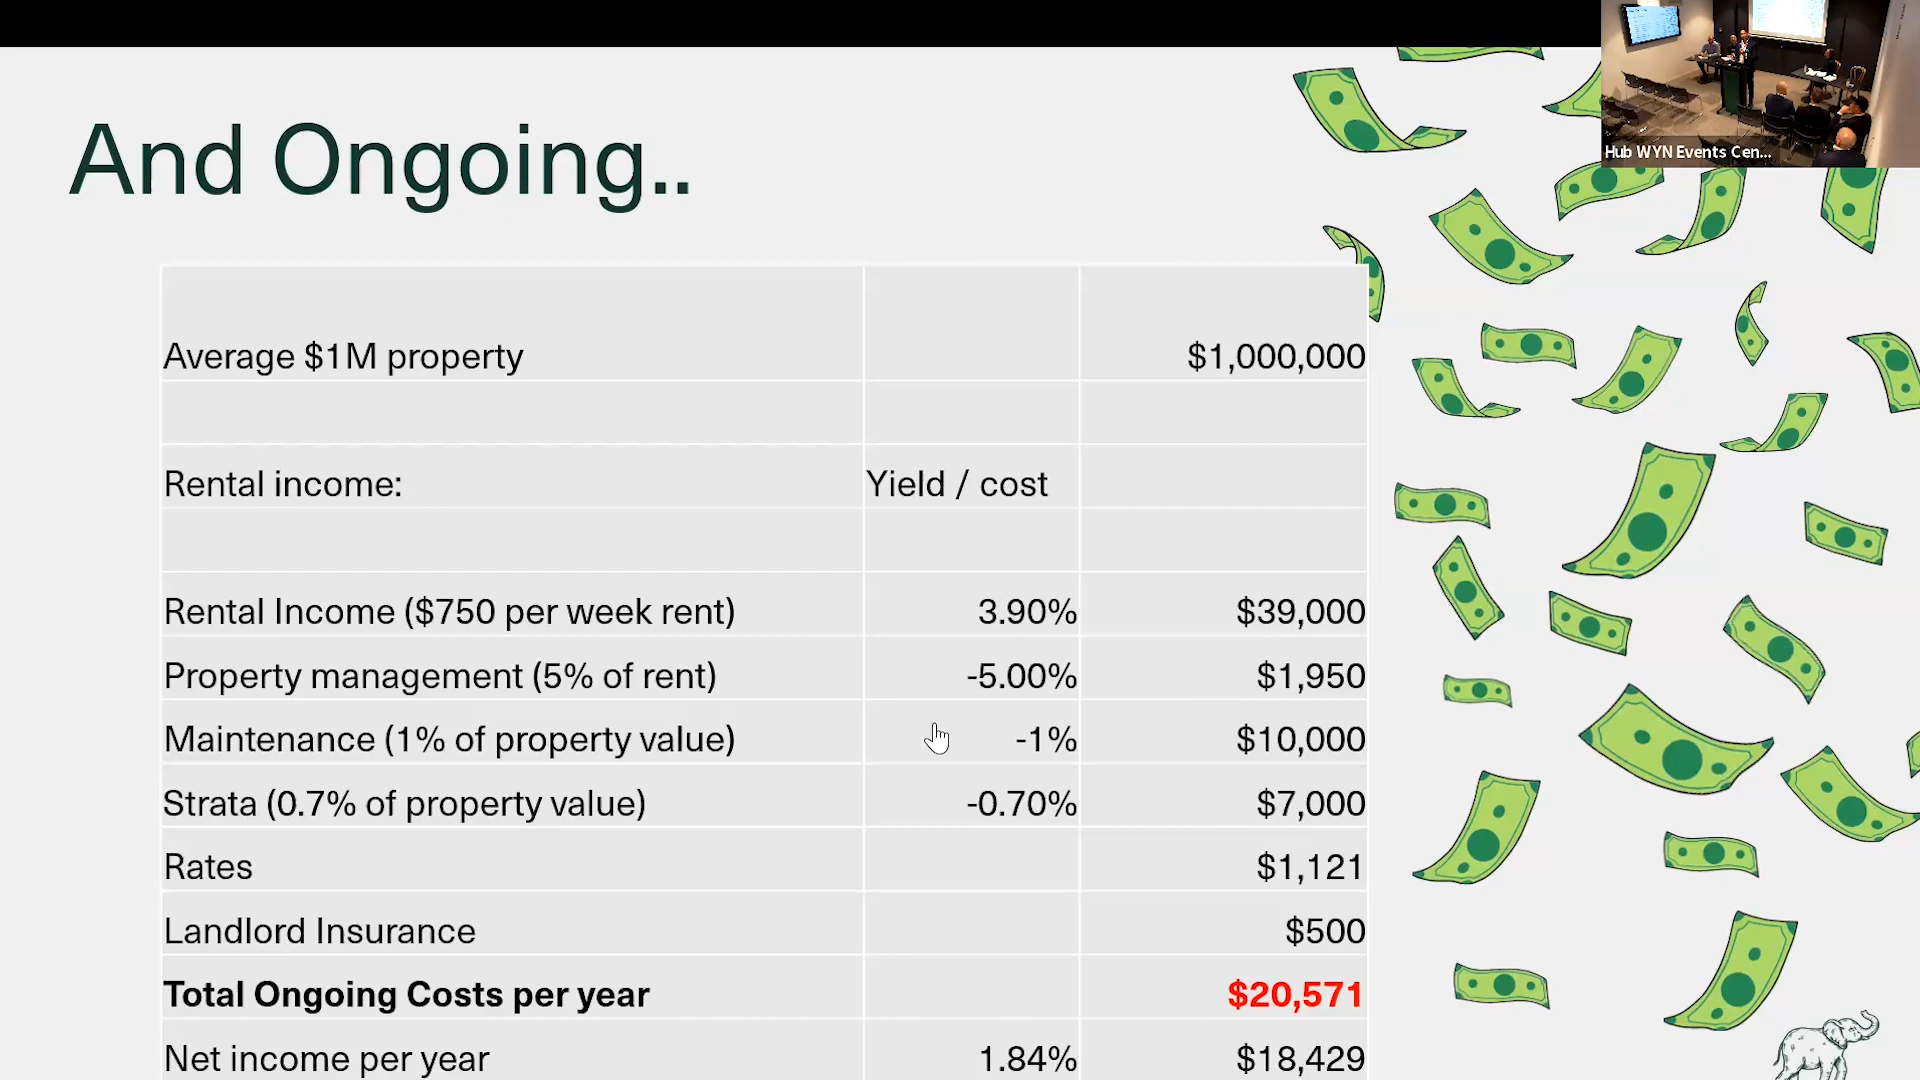 Hub WYN Events Cen...
And Ongoing..
Average $1M property $1,000,000
Rental income: Yield / cost
Rental Income ($750 per week rent) 3.90% $39,000
Property management (5% of rent) -5.00% $1,950
Maintenance (1% of property value) -1% $10,000
Strata (0.7% of property value) -0.70% $7,000
Rates $1,121
Landlord Insurance $500
Total Ongoing Costs per year $20,571
Net income per year 1.84% $18,429